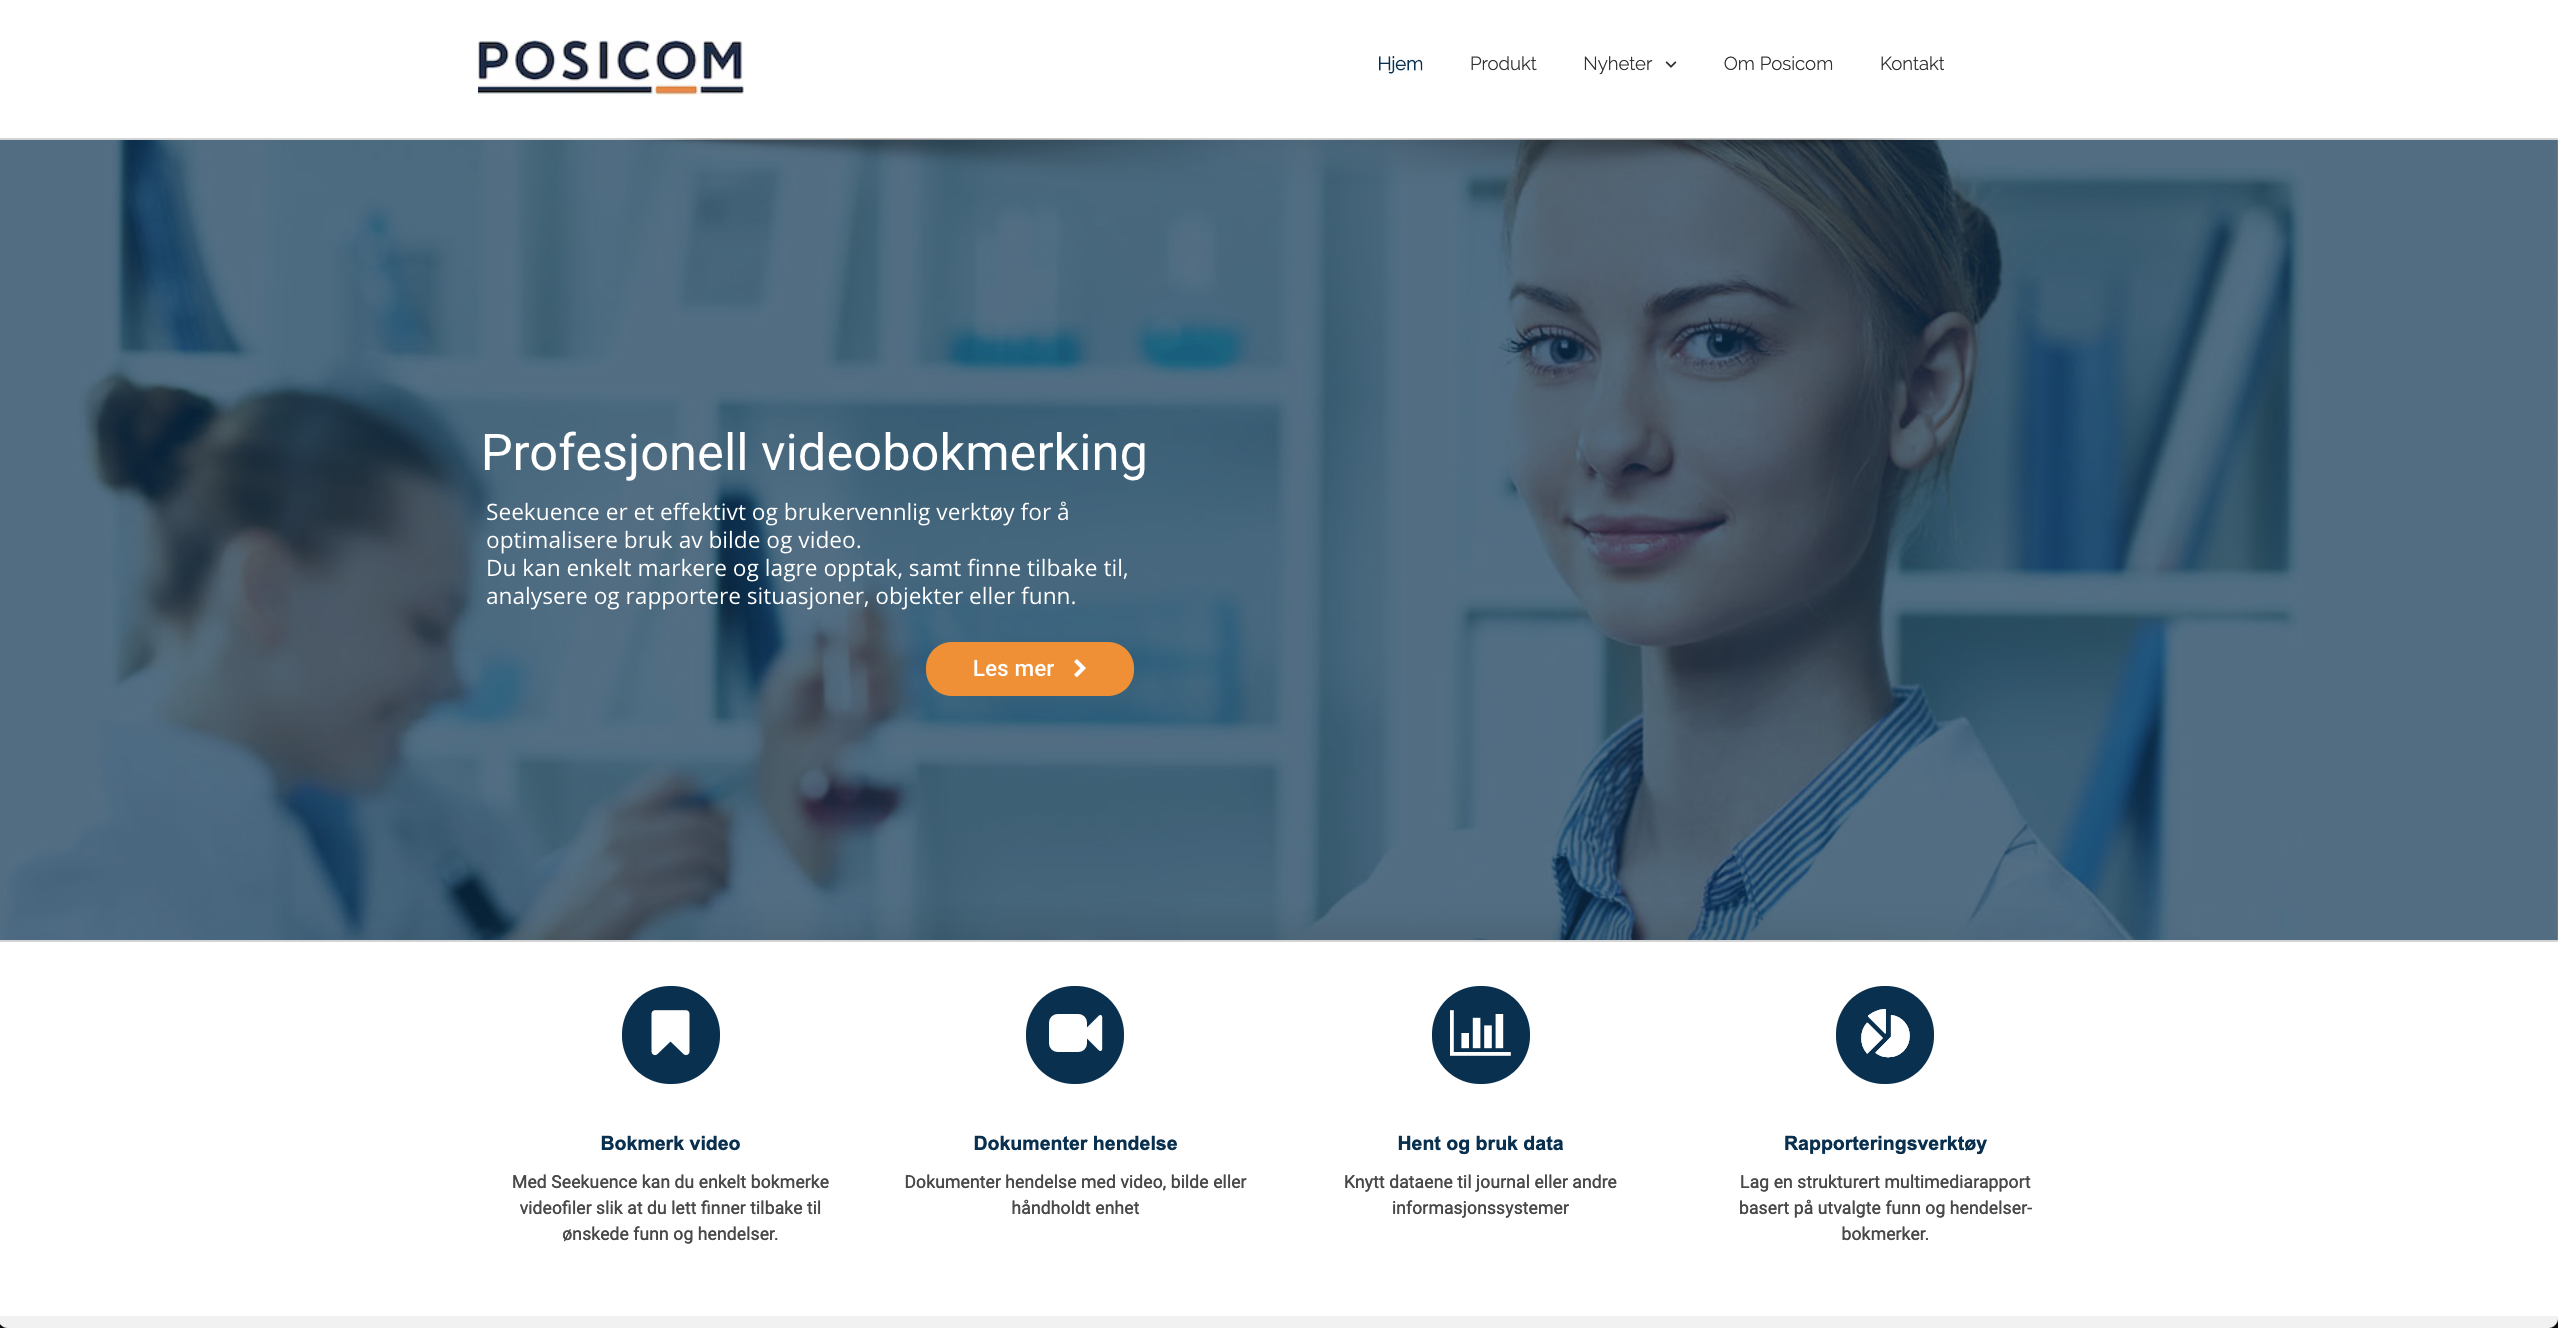 POSICOM
Hjem
Produkt
Nyheter
Om Posicom
Kontakt
Profesjonell videobokmerking
Seekuence er et effektivt og brukervennlig verktøy for å
optimalisere bruk av bilde og video.
Du kan enkelt markere og lagre opptak, samt finne tilbake til,
analysere og rapportere situasjoner, objekter eller funn.
Les mer
Bokmerk video
Med Seekuence kan du enkelt bokmerke
videofiler slik at du lett finner tilbake til
ønskede funn og hendelser.
Dokumenter hendelse
Dokumenter hendelse med video, bilde eller
håndholdt enhet
Hent og bruk data
Knytt dataene til journal eller andre
informasjonssystemer
Rapporteringsverktøy
Lag en strukturert multimediarapport
basert på utvalgte funn og hendelser-
bokmerker.